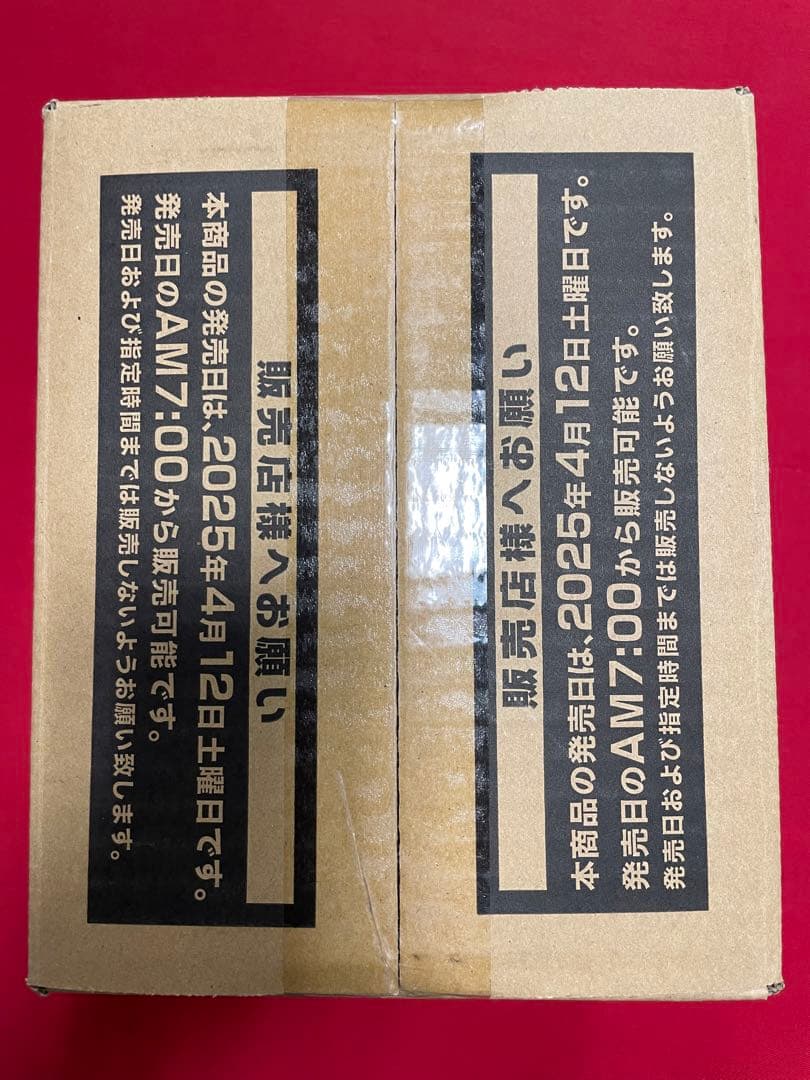 販売店様へお願い
本商品の発売日は、2025年4月12日土曜日です。
発売日のAM7:00から販売可能です。
発売日および指定時間までは販売しないようお願い致します。
販売店様へお願い
本商品の発売日は、2025年4月12日土曜日です。
発売日のAM7:00から販売可能です。
発売日および指定時間までは販売しないようお願い致します。